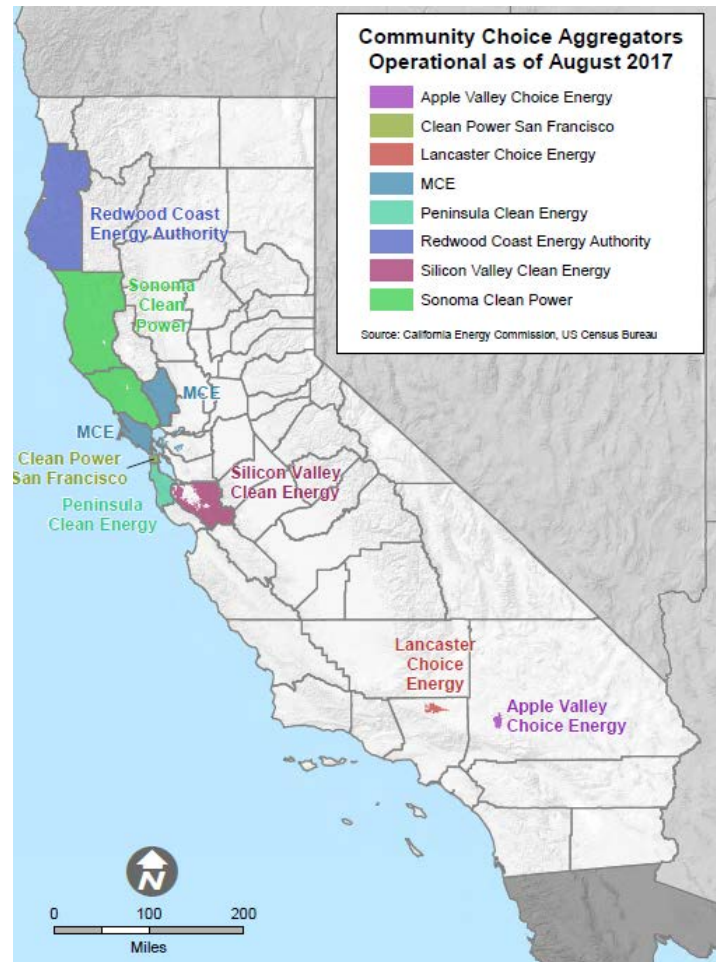 Community Choice Aggregators
Operational as of August 2017
Apple Valley Choice Energy
Clean Power San Francisco
Lancaster Choice Energy
MCE
Peninsula Clean Energy
Redwood Coast Energy Authority
Silicon Valley Clean Energy
Sonoma Clean Power
Source: California Energy Commission, US Census Bureau
Redwood Coast
Energy Authority
Sonoma
Clean
Power
MCE
MCE
Clean Power
San Francisco
Silicon Valley
Clean Energy
Peninsula
Clean Energy
Lancaster
Choice
Energy
Apple Valley
Choice Energy
N
0 100 200
Miles